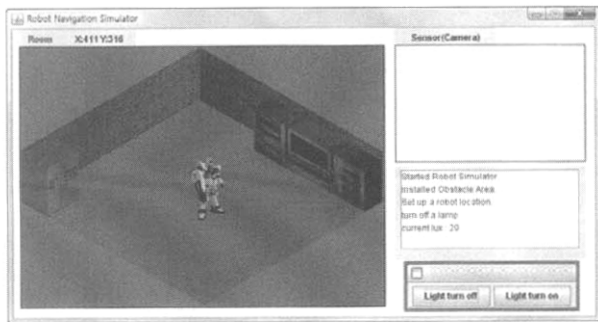 Robot Navigation Simulator
Room X:411 Y:316
Sensor(Camera)
Started Robot Simulator
Installed Obstacle Area
Set up a robot location.
turn off a lamp
current lux: 20
Light turn off
Light turn on